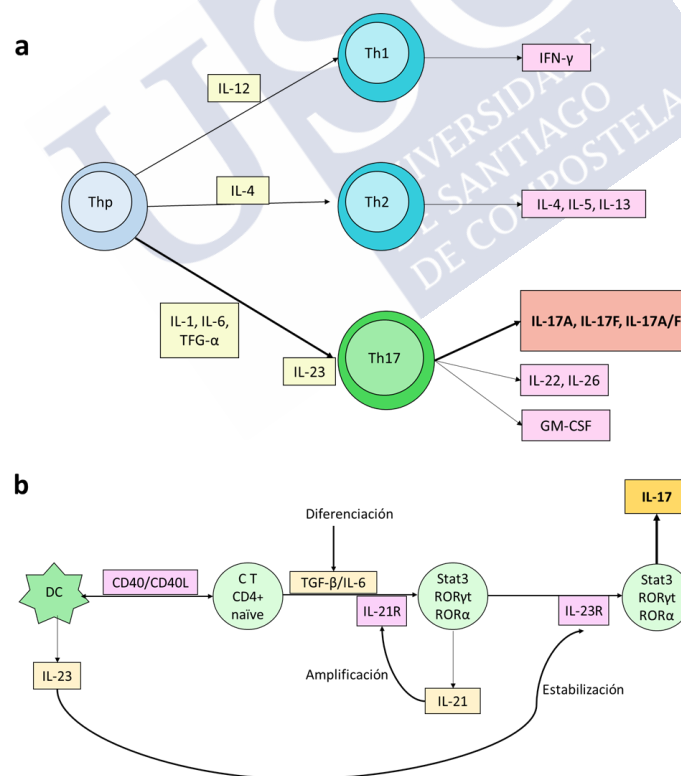 a
Th1
IFN-γ
IL-12
Thp
IL-4
Th2
IL-4, IL-5, IL-13
IL-1, IL-6,
TFG-α
IL-23
Th17
IL-17A, IL-17F, IL-17A/F
IL-22, IL-26
GM-CSF
UNIVERSIDADE
DE SANTIAGO
DE COMPOSTELA
b
IL-17
Diferenciación
DC
CD40/CD40L
C T
CD4+
naïve
TGF-β/IL-6
IL-21R
Stat3
RORγt
RORα
IL-23R
Stat3
RORγt
RORα
IL-23
Amplificación
IL-21
Estabilización